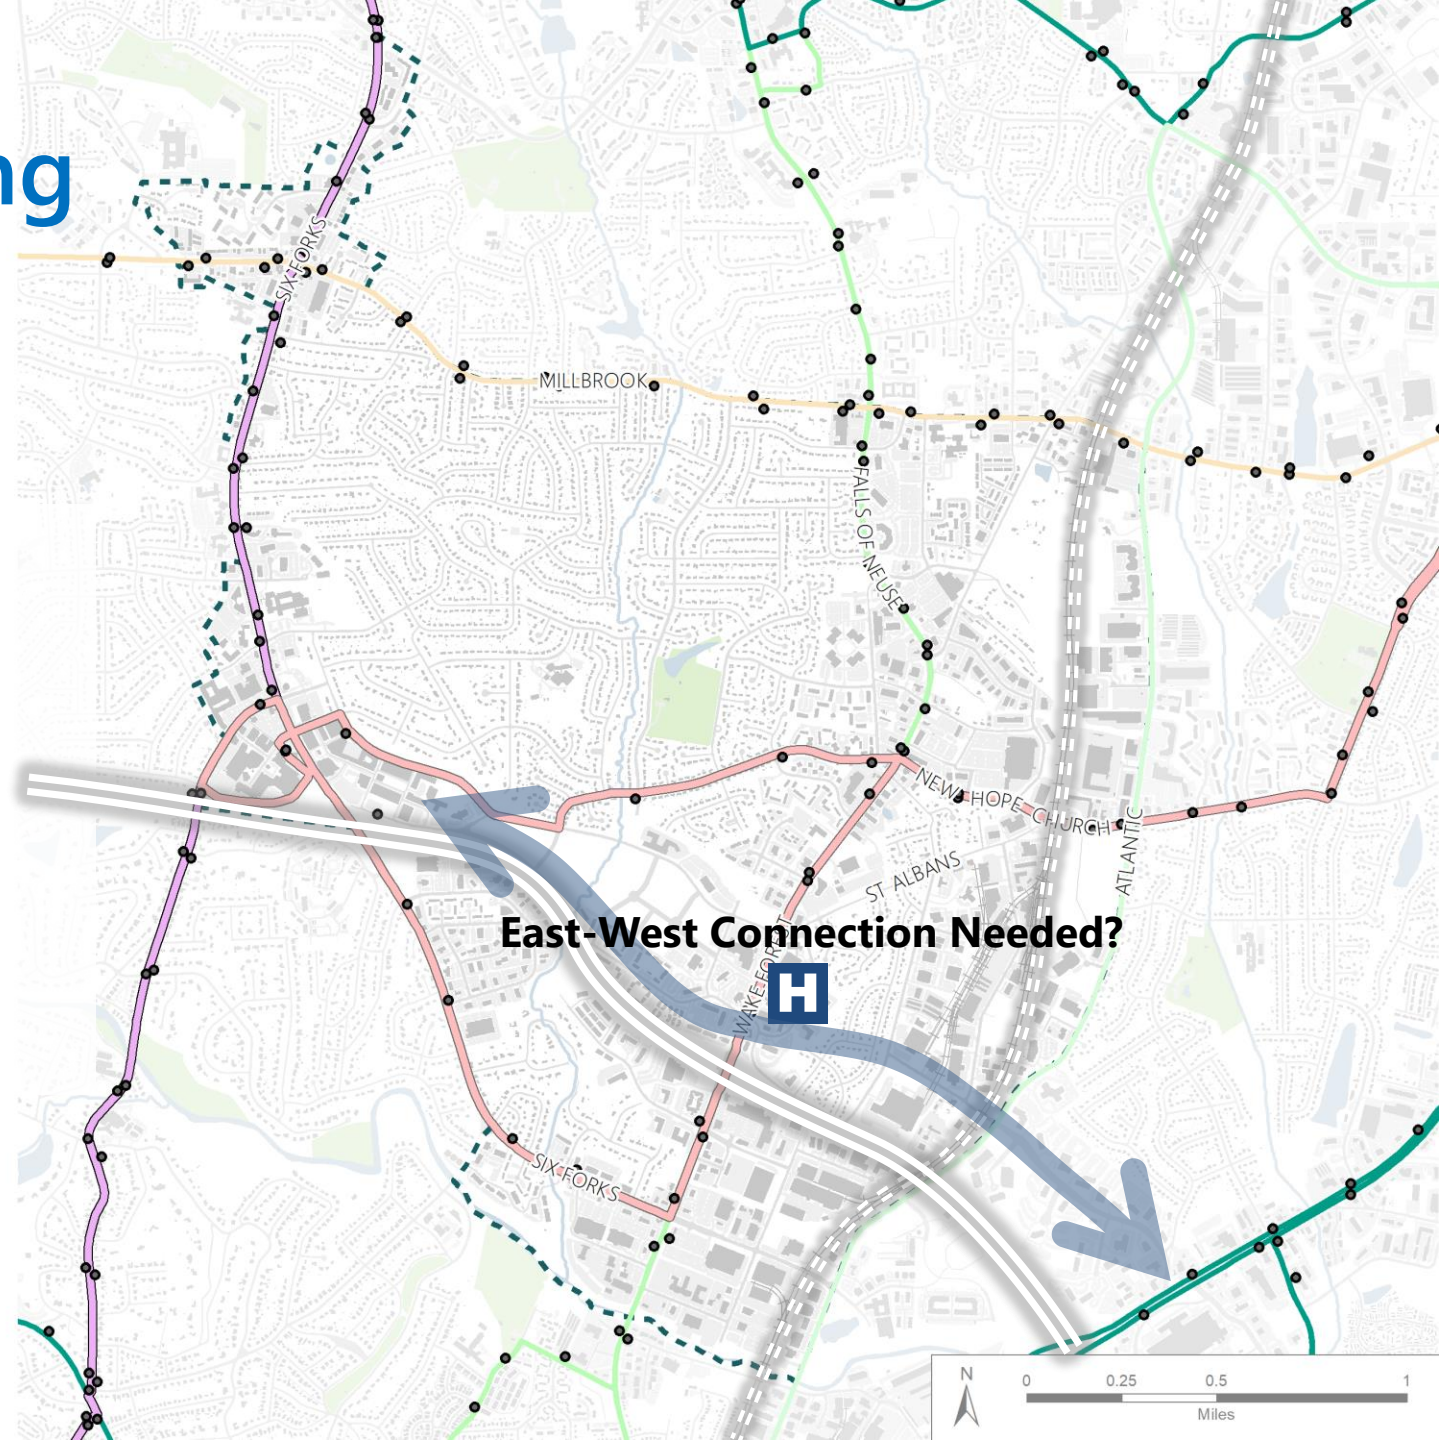 ng
SIX FORKS
MILLBROOK
FALLS OF NEUSE
NEW HOPE CHURCH
ATLANTIC
ST ALBANS
East-West Connection Needed?
WAKE FOREST
H
SIX FORKS
N
0 0.25 0.5 1
Miles